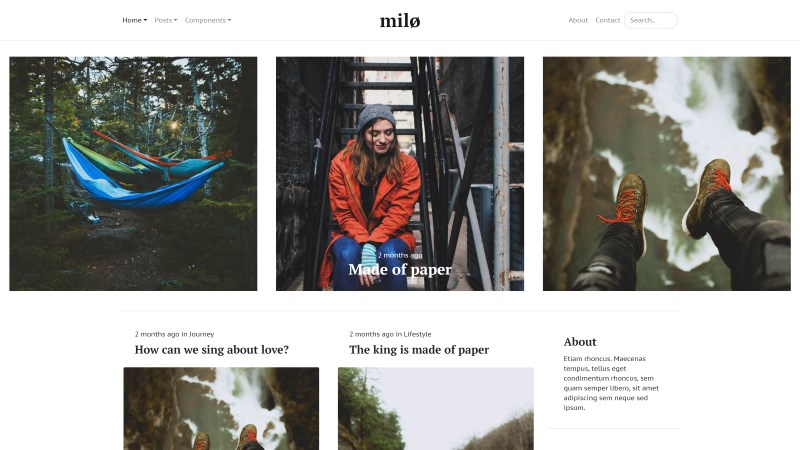 Home Posts Components milø About Contact Search..
2 months ago
Made of paper
2 months ago in Journey
How can we sing about love?
2 months ago in Lifestyle
The king is made of paper
About
Etiam rhoncus. Maecenas
tempus, tellus eget
condimentum rhoncus, sem
quam semper libero, sit amet
adipiscing sem neque sed
ipsum.